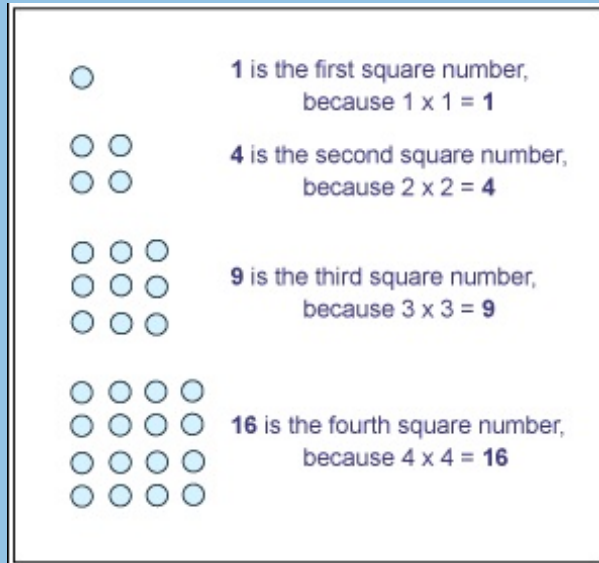 1 is the first square number,
because 1 x 1 = 1
4 is the second square number,
because 2 x 2 = 4
9 is the third square number,
because 3 x 3 = 9
16 is the fourth square number,
because 4 x 4 = 16